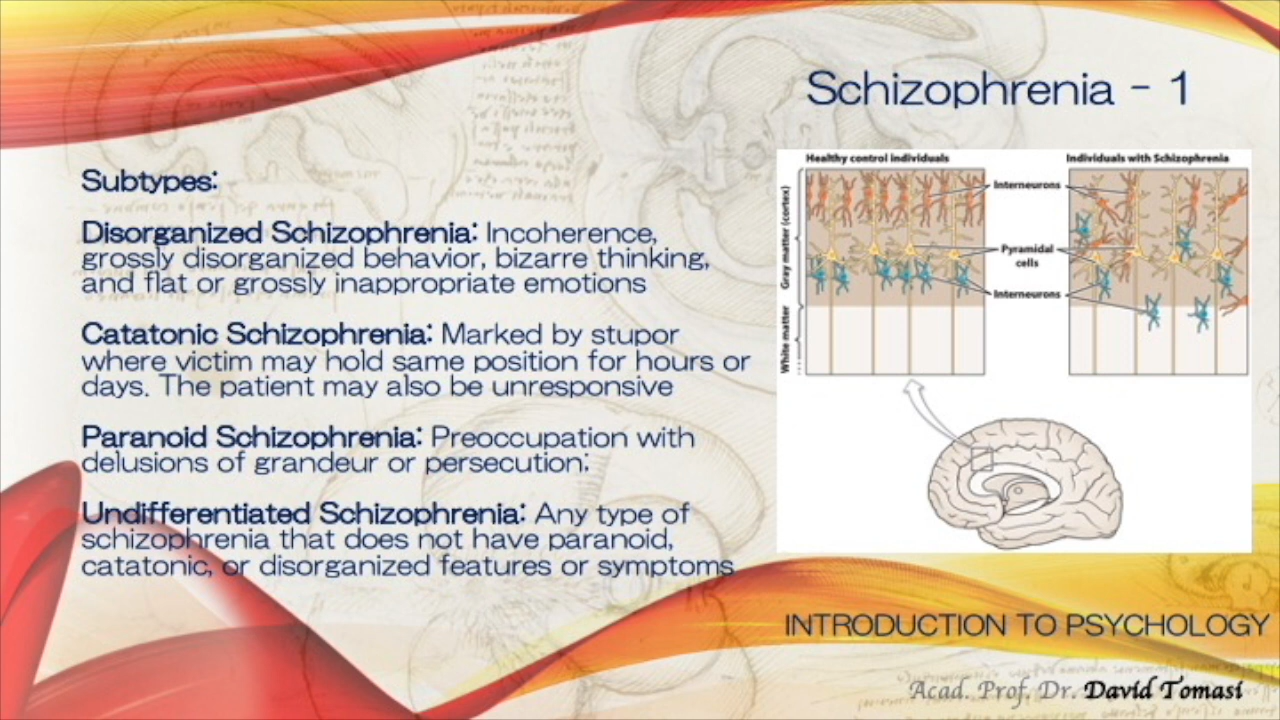 Schizophrenia - 1
Subtypes:
Disorganized Schizophrenia: Incoherence,
grossly disorganized behavior, bizarre thinking,
and flat or grossly inappropriate emotions
Catatonic Schizophrenia: Marked by stupor
where victim may hold same position for hours or
days. The patient may also be unresponsive
Paranoid Schizophrenia: Preoccupation with
delusions of grandeur or persecution;
Undifferentiated Schizophrenia: Any type of
schizophrenia that does not have paranoid,
catatonic, or disorganized features or symptoms
Healthy control individuals
Individuals with Schizophrenia
Gray matter (cortex)
White matter
Interneurons
Pyramidal
cells
Interneurons
INTRODUCTION TO PSYCHOLOGY
Acad. Prof. Dr. David Tomasi